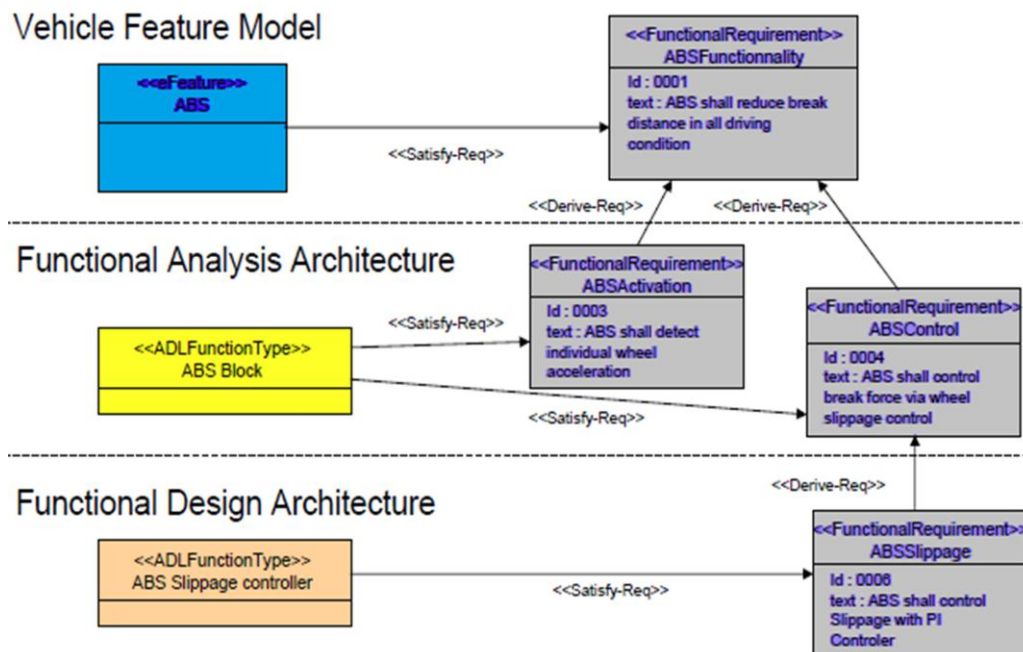 Vehicle Feature Model
<<eFeature>>
ABS
<<Satisfy-Req>>
<<FunctionalRequirement>>
ABSFunctionnality
Id : 0001
text : ABS shall reduce break
distance in all driving
condition
<<Derive-Req>>
<<Derive-Req>>
Functional Analysis Architecture
<<ADLFunctionType>>
ABS Block
<<Satisfy-Req>>
<<Satisfy-Req>>
<<FunctionalRequirement>>
ABSActivation
Id : 0003
text : ABS shall detect
individual wheel
acceleration
<<FunctionalRequirement>>
ABSControl
Id : 0004
text : ABS shall control
break force via wheel
slippage control
<<Derive-Req>>
Functional Design Architecture
<<ADLFunctionType>>
ABS Slippage controller
<<Satisfy-Req>>
<<FunctionalRequirement>>
ABSSlippage
Id : 0006
text : ABS shall control
Slippage with PI
Controler